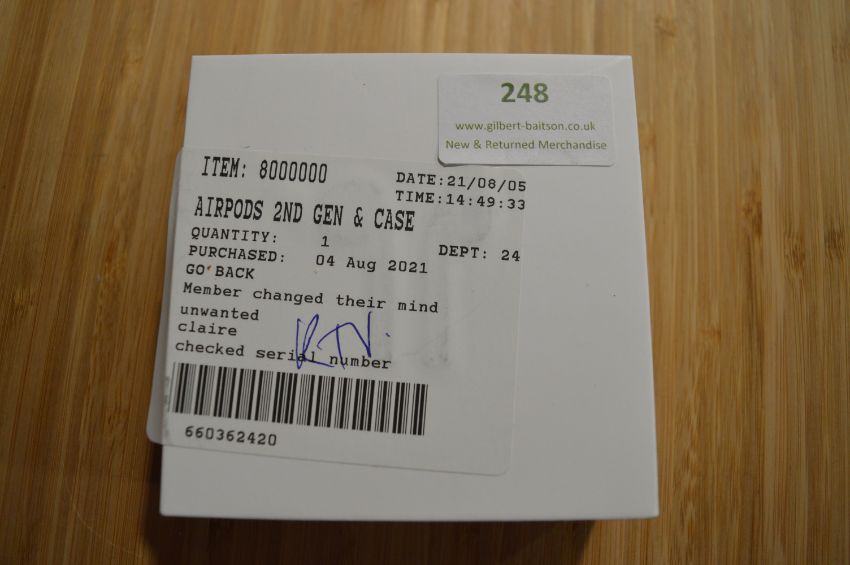 248
www.gilbert-baitson.co.uk
New & Returned Merchandise
ITEM: 8000000
DATE:21/08/05
TIME:14:49:33
AIRPODS 2ND GEN & CASE
QUANTITY: 1
DEPT: 24
PURCHASED: 04 Aug 2021
GO BACK
Member changed their mind
unwanted
claire
RTV.
checked serial number
660362420